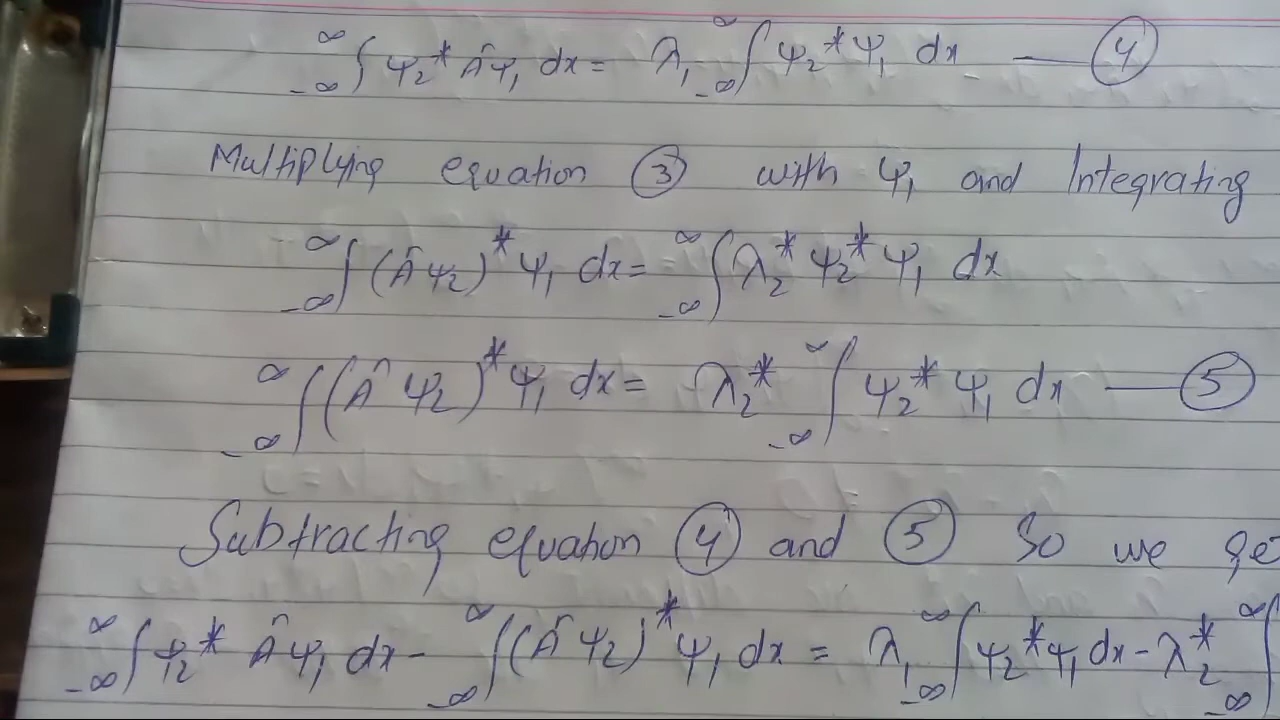 ∞∫-∞ ψ₂* Âψ₁ dx = λ₁ ∞∫-∞ ψ₂* ψ₁ dx — ④
Multiplying equation ③ with ψ₁ and Integrating
∞∫-∞ (Âψ₂)* ψ₁ dx = ∞∫-∞ λ₂* ψ₂* ψ₁ dx
∞∫-∞ (Âψ₂)* ψ₁ dx = λ₂* ∞∫-∞ ψ₂* ψ₁ dx — ⑤
Subtracting equation ④ and ⑤ So we ge
∞∫-∞ ψ₂* Âψ₁ dx - ∞∫-∞ (Âψ₂)* ψ₁ dx = λ₁ ∞∫-∞ ψ₂* ψ₁ dx - λ₂* ∞∫-∞